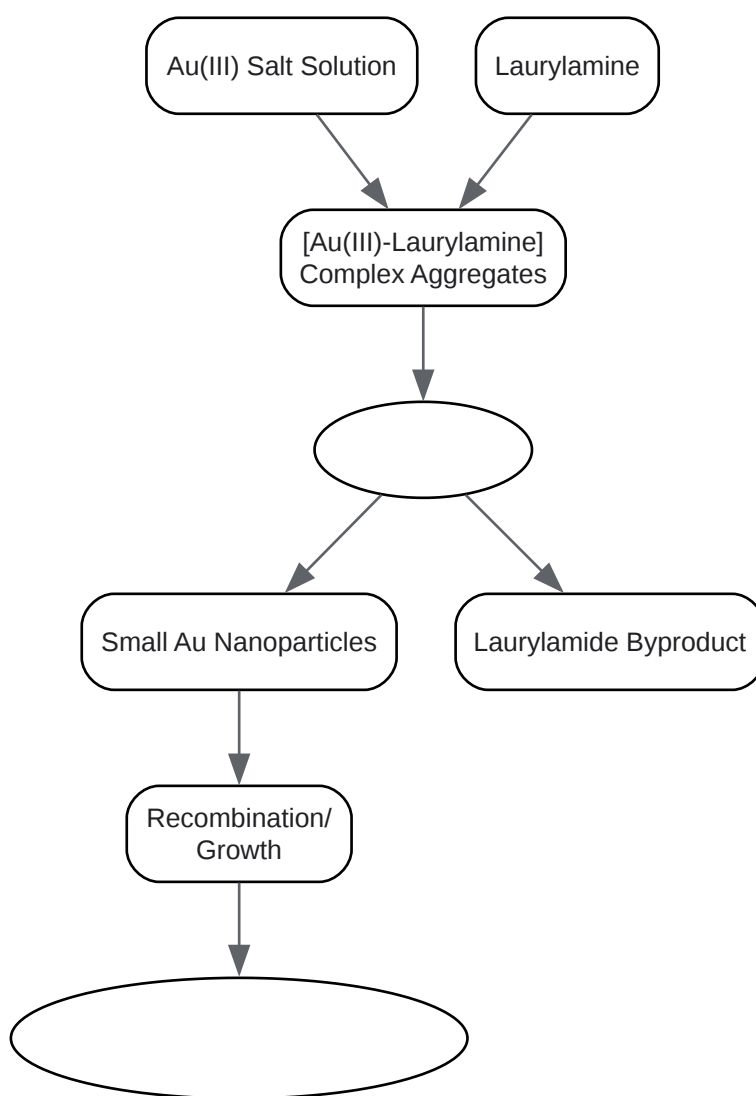 Au(III) Salt Solution
Laurylamine
[Au(III)-Laurylamine]
Complex Aggregates
Small Au Nanoparticles
Laurylamide Byproduct
Recombination/
Growth